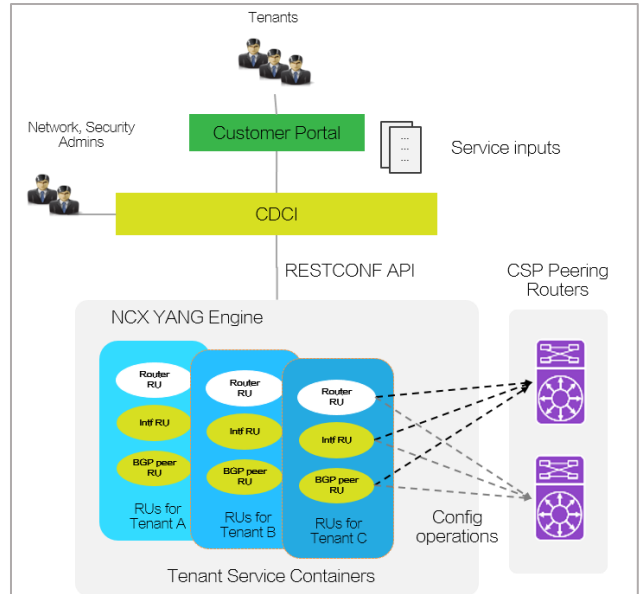 Tenants
Network, Security
Admins
Customer Portal
...
...
...
Service inputs
CDCI
RESTCONF API
CSP Peering
Routers
NCX YANG Engine
Router
RU
Intf RU
BGP peer
RU
RUs for
Tenant A
Router
RU
Intf RU
BGP peer
RU
RUs for
Tenant B
Router
RU
Intf RU
BGP peer
RU
RUs for
Tenant C
Config
operations
Tenant Service Containers